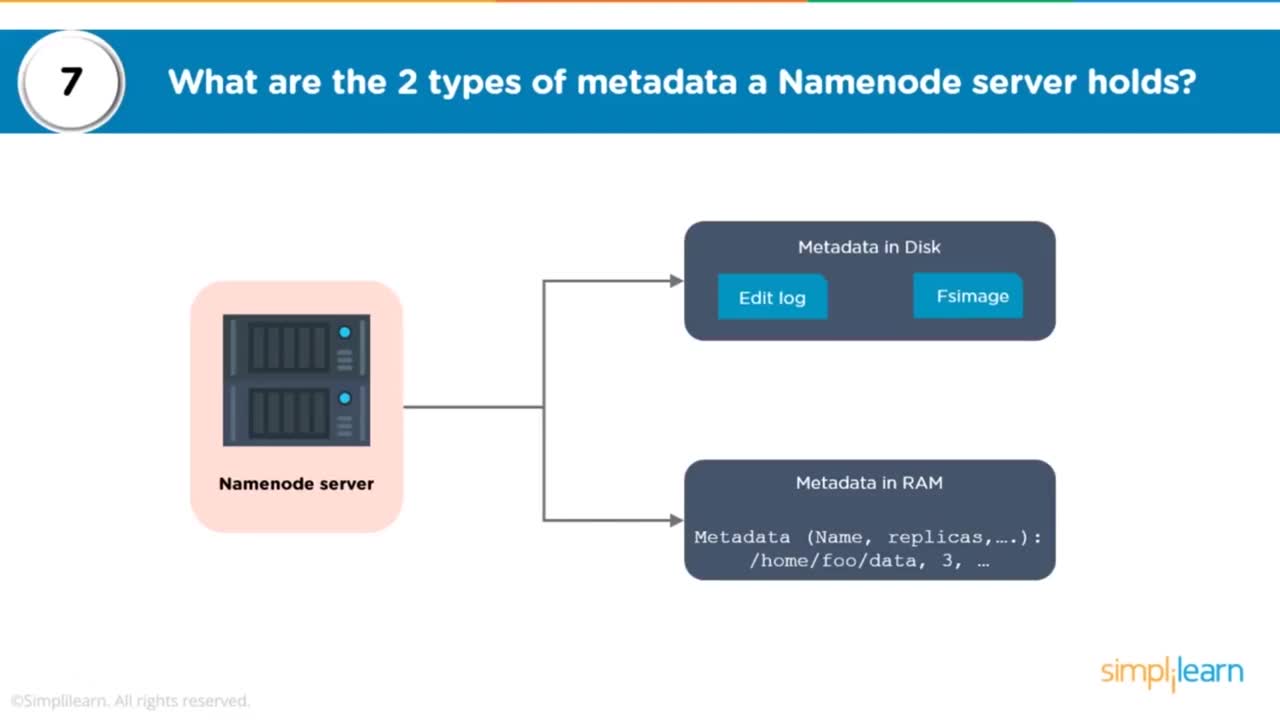 7
What are the 2 types of metadata a Namenode server holds?
Metadata in Disk
Edit log
Fsimage
Namenode server
Metadata in RAM
Metadata (Name, replicas,….):
/home/foo/data, 3, …
simplilearn
©Simplilearn. All rights reserved.